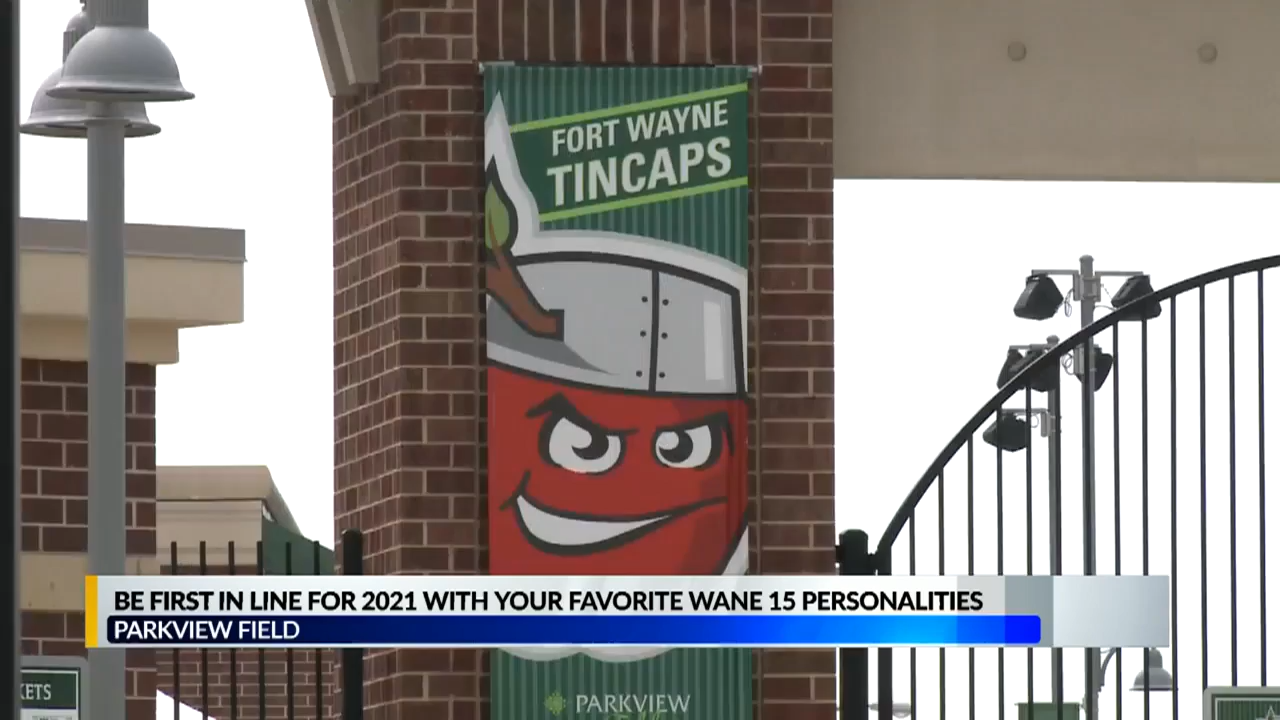 FORT WAYNE
TINCAPS
BE FIRST IN LINE FOR 2021 WITH YOUR FAVORITE WANE 15 PERSONALITIES
PARKVIEW FIELD
KETS
PARKVIEW